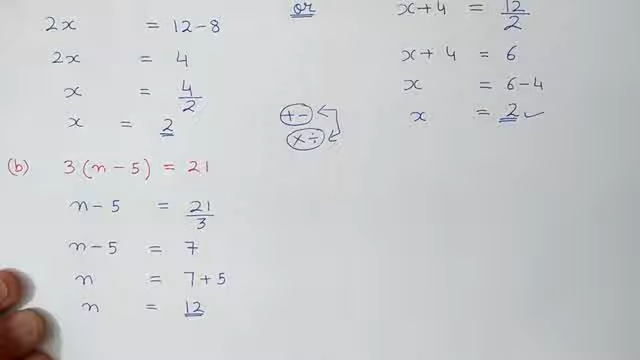 2x = 12 - 8
2x = 4
x = 4/2
x = 2
or
x + 4 = 12/2
x + 4 = 6
x = 6 - 4
x = 2 ✓
+ -
× ÷
(b) 3(n - 5) = 21
n - 5 = 21/3
n - 5 = 7
n = 7 + 5
n = 12